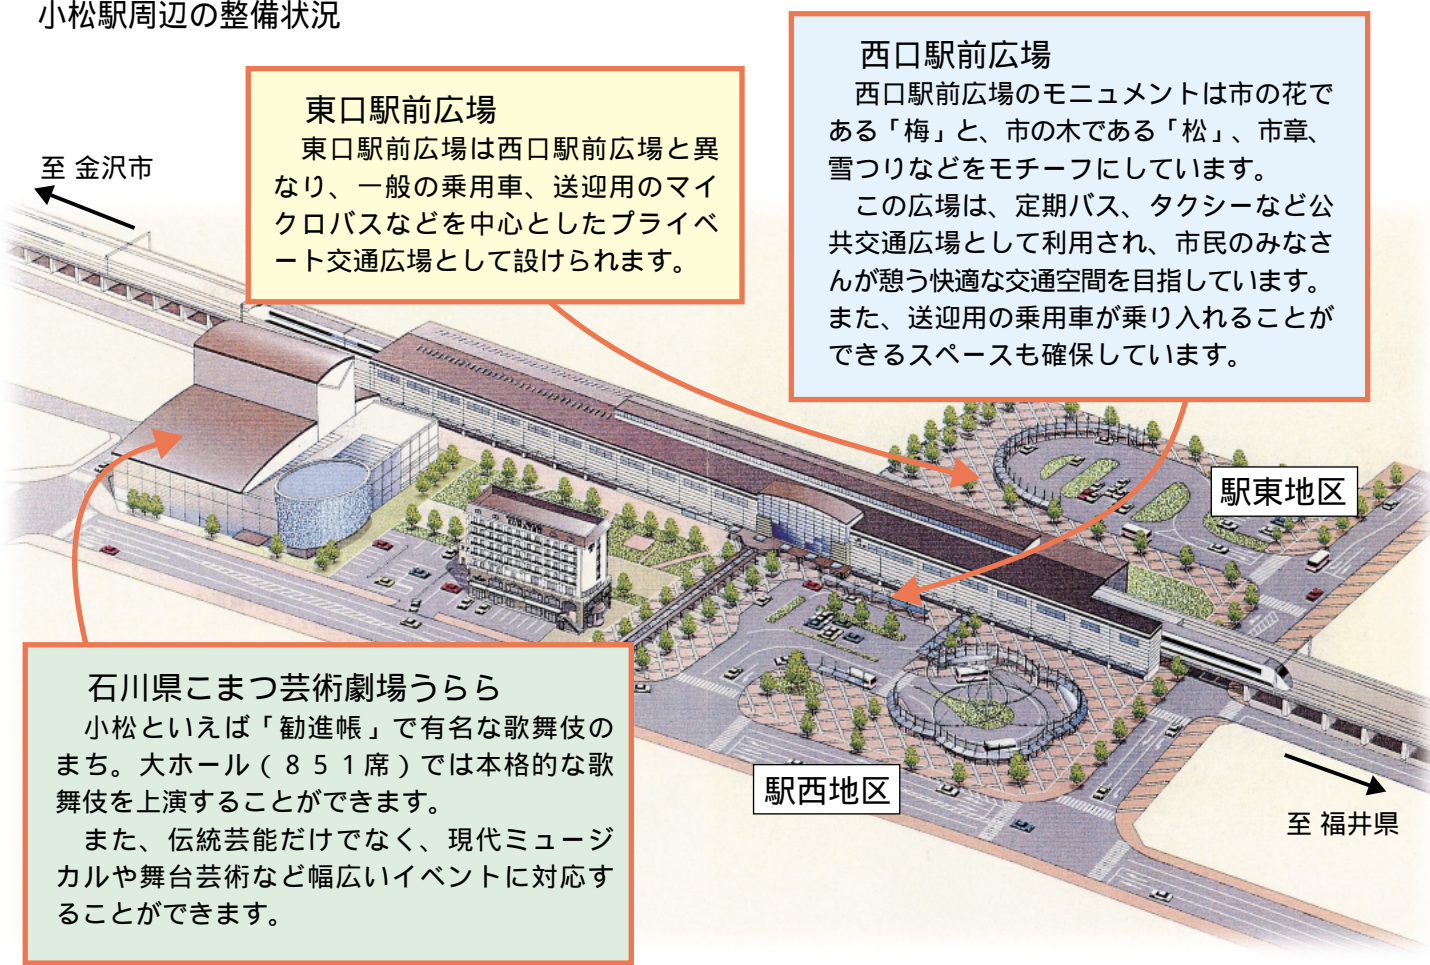 小松駅周辺の整備状況
東口駅前広場
東口駅前広場は西口駅前広場と異
なり、一般の乗用車、送迎用のマイ
クロバスなどを中心としたプライベ
ート交通広場として設けられます。
西口駅前広場
西口駅前広場のモニュメントは市の花で
ある「梅」と、市の木である「松」、市章、
雪つりなどをモチーフにしています。
この広場は、定期バス、タクシーなど公
共交通広場として利用され、市民のみなさ
んが憩う快適な交通空間を目指しています。
また、送迎用の乗用車が乗り入れることが
できるスペースも確保しています。
至 金沢市
駅東地区
石川県こまつ芸術劇場うらら
小松といえば「勧進帳」で有名な歌舞伎の
まち。大ホール(851席)では本格的な歌
舞伎を上演することができます。
また、伝統芸能だけでなく、現代ミュージ
カルや舞台芸術など幅広いイベントに対応す
ることができます。
駅西地区
至 福井県